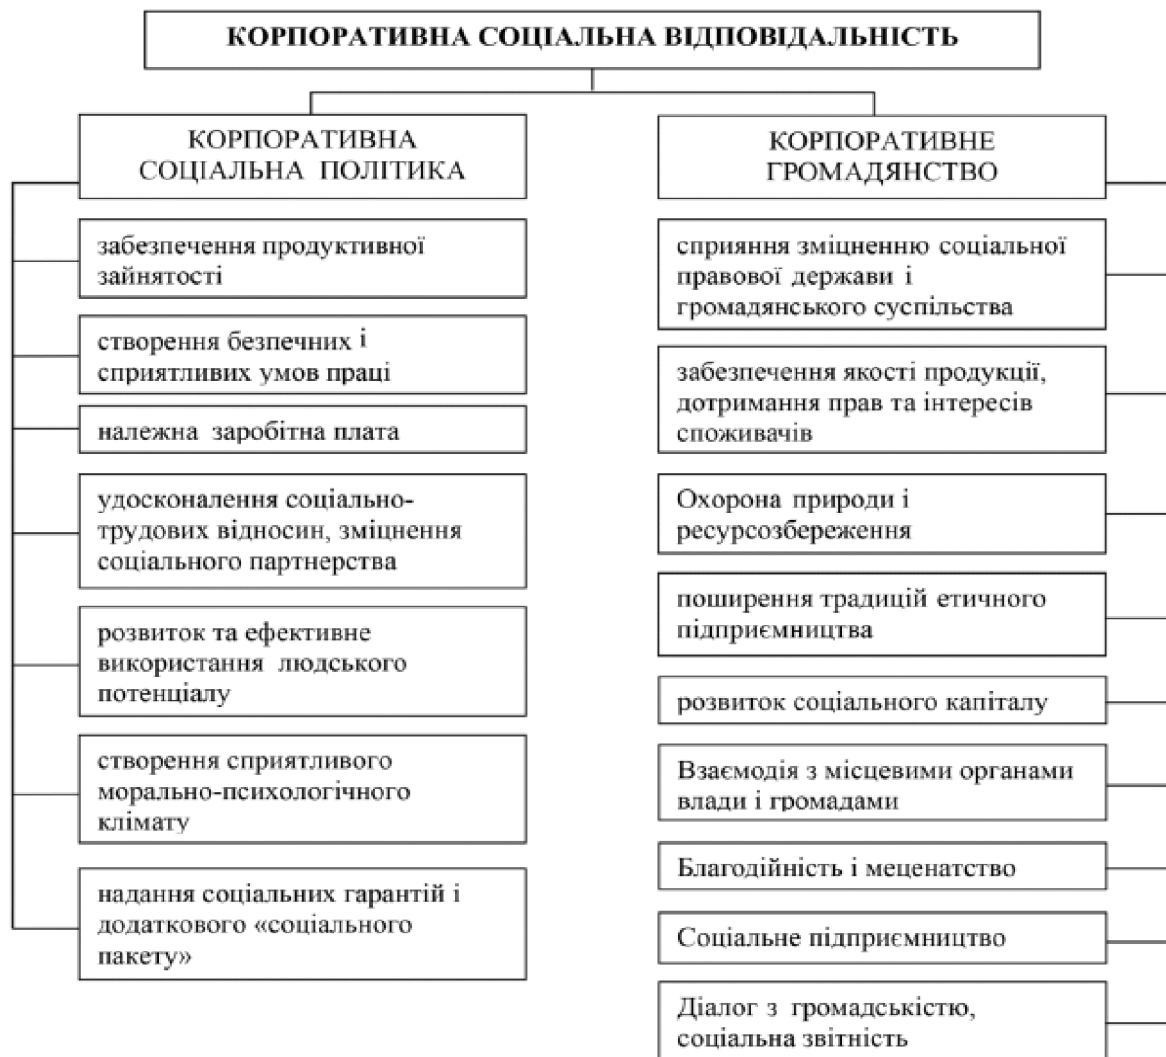 КОРПОРАТИВНА СОЦІАЛЬНА ВІДПОВІДАЛЬНІСТЬ
КОРПОРАТИВНА
СОЦІАЛЬНА ПОЛІТИКА
забезпечення продуктивної
зайнятості
створення безпечних і
сприятливих умов праці
належна заробітна плата
удосконалення соціально-
трудових відносин, зміцнення
соціального партнерства
розвиток та ефективне
використання людського
потенціалу
створення сприятливого
морально-психологічного
клімату
надання соціальних гарантій і
додаткового «соціального
пакету»
КОРПОРАТИВНЕ
ГРОМАДЯНСТВО
сприяння зміцненню соціальної
правової держави і
громадянського суспільства
забезпечення якості продукції,
дотримання прав та інтересів
споживачів
Охорона природи і
ресурсозбереження
поширення традицій етичного
підприємництва
розвиток соціального капіталу
Взаємодія з місцевими органами
влади і громадами
Благодійність і меценатство
Соціальне підприємництво
Діалог з громадськістю,
соціальна звітність